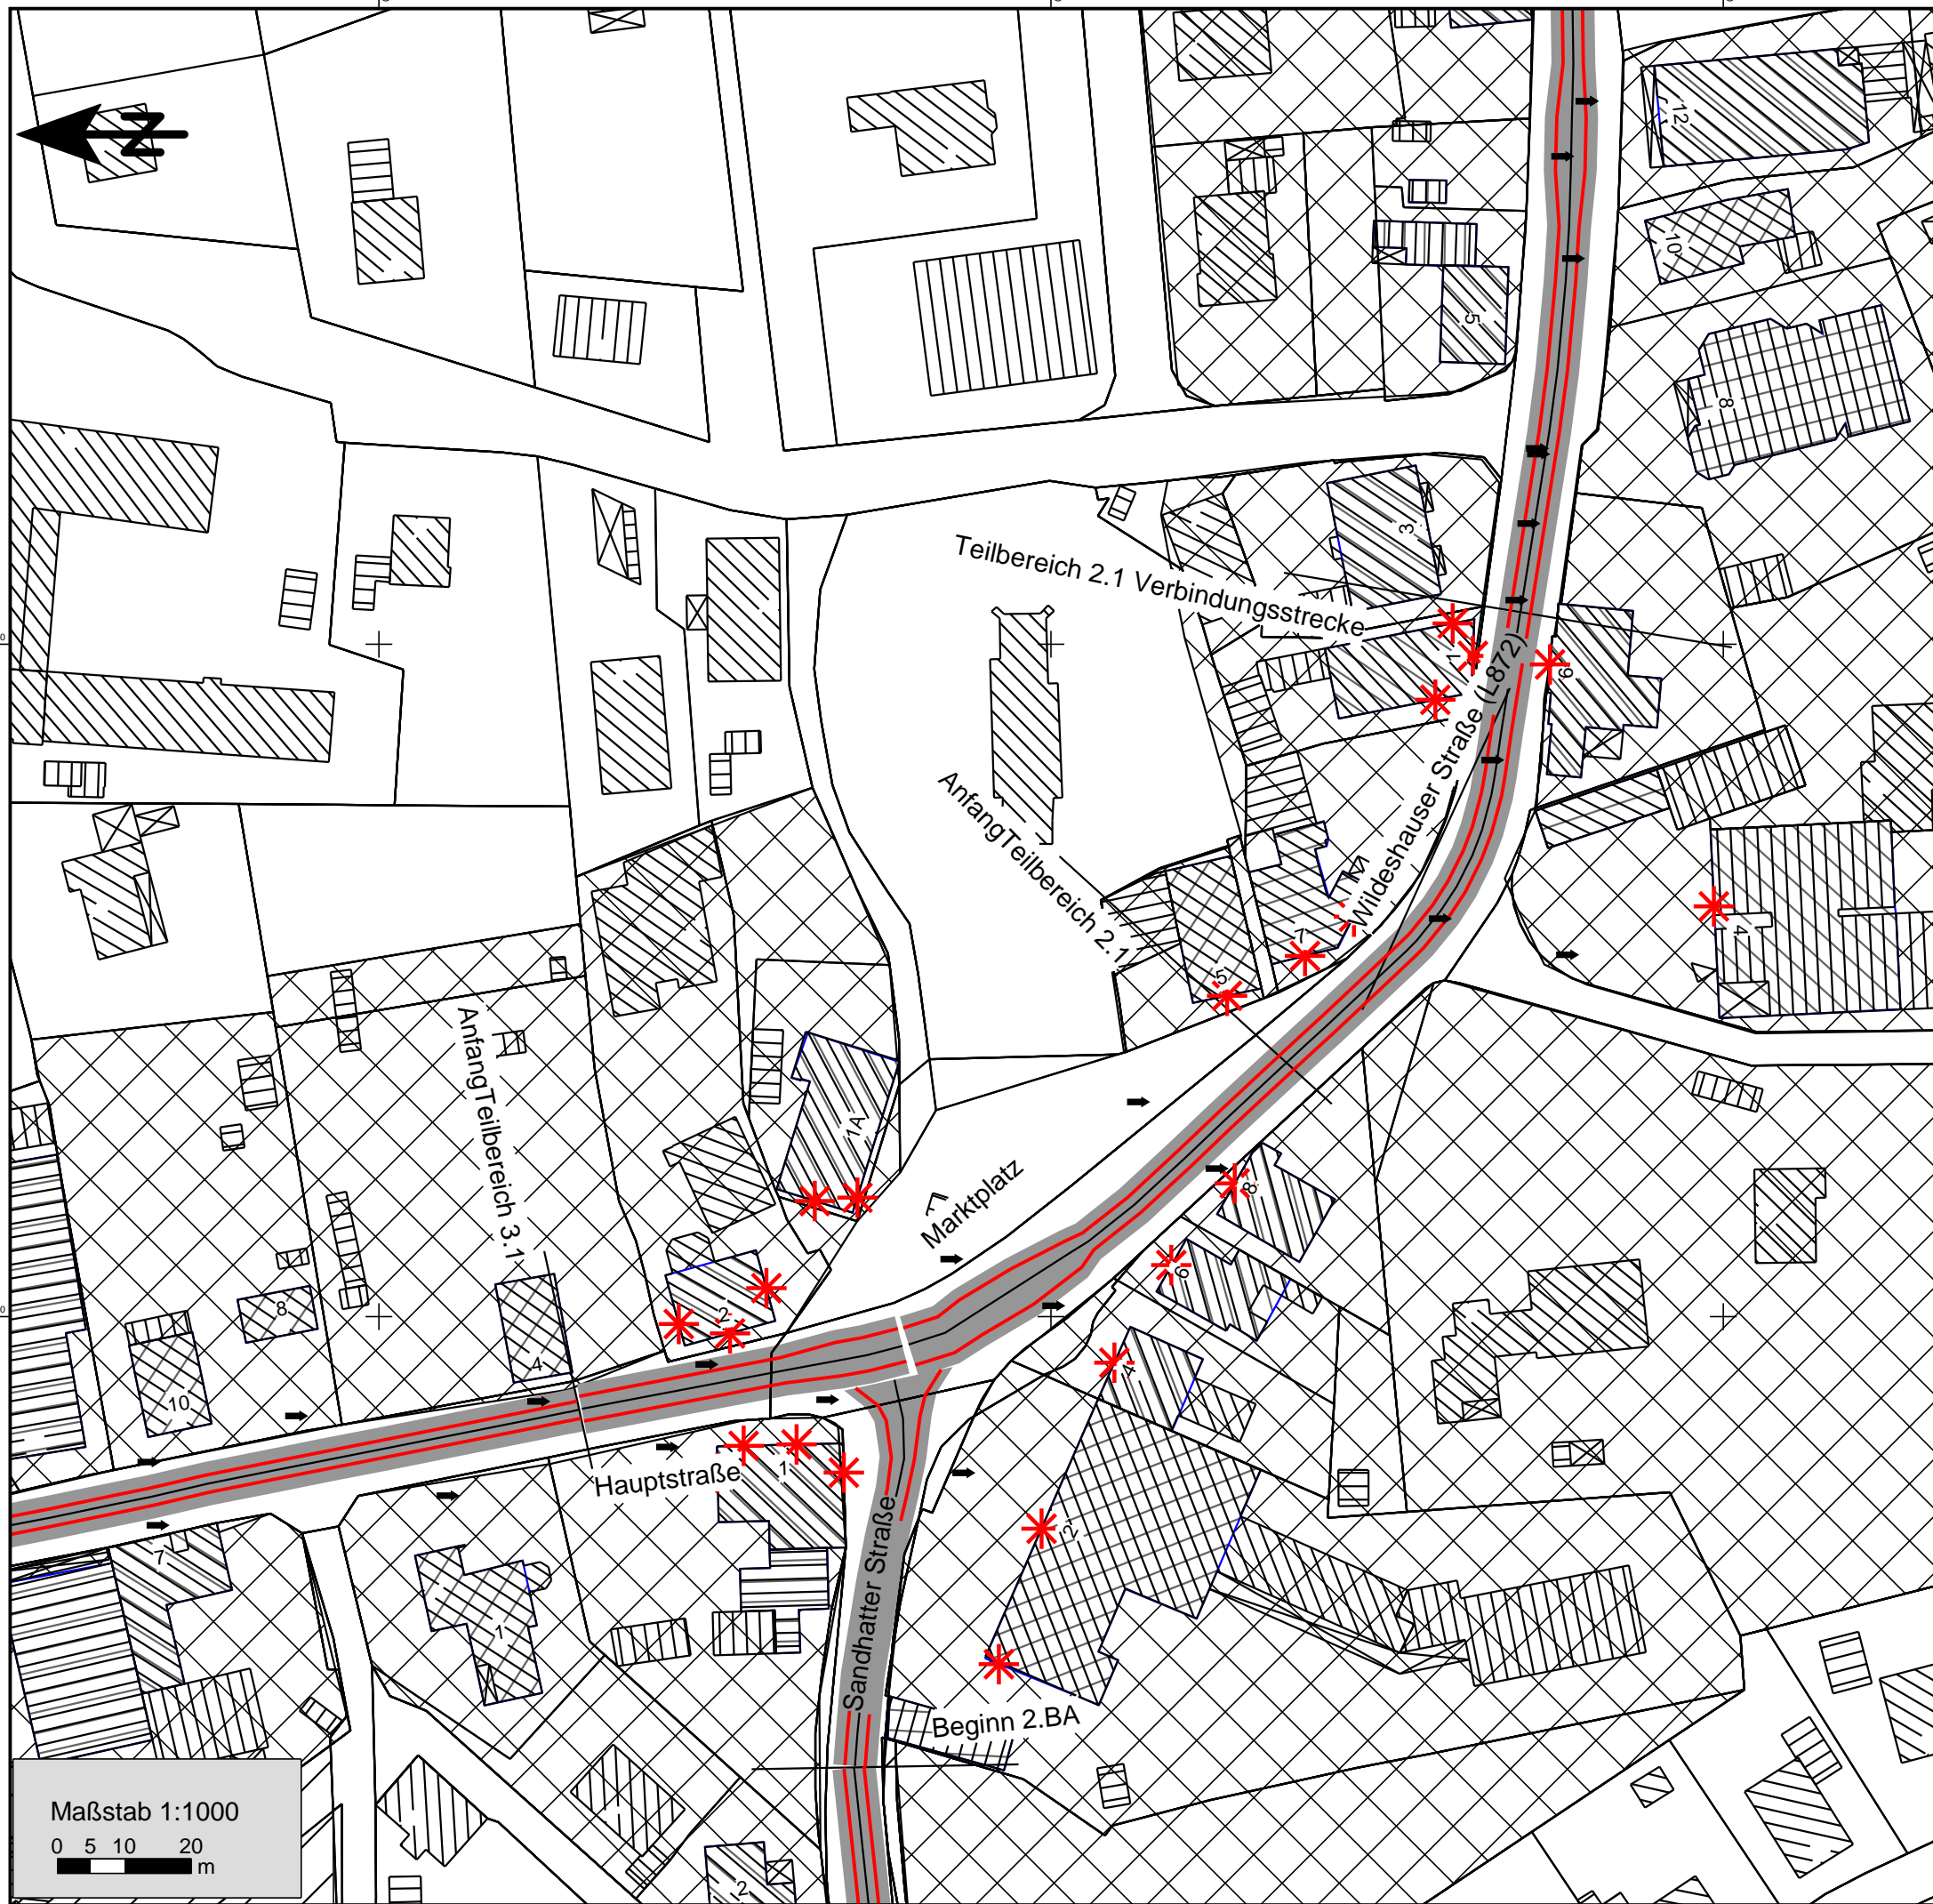 N
12
10
5
8
3
Teilbereich 2.1 Verbindungsstrecke
1
9
Wildeshauser Straße (L872)
AnfangTeilbereich 2.1
7
5
4
AnfangTeilbereich 3.1
1A
Marktplatz
8
6
2
8
4
4
10
1
Hauptstraße
2
7
1
Sandhatter Straße
Beginn 2.BA
2
Maßstab 1:1000
0 5 10 20
m